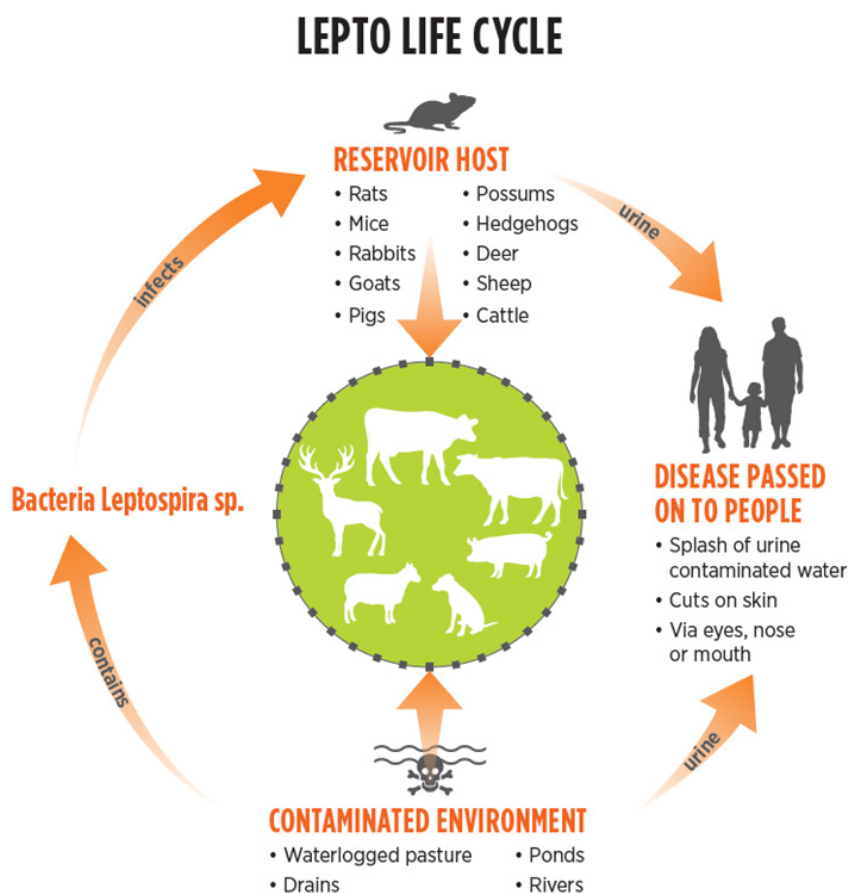 LEPTO LIFE CYCLE
RESERVOIR HOST
• Rats
• Mice
• Rabbits
• Goats
• Pigs
• Possums
• Hedgehogs
• Deer
• Sheep
• Cattle
infects
urine
Bacteria Leptospira sp.
DISEASE PASSED
ON TO PEOPLE
• Splash of urine
contaminated water
• Cuts on skin
• Via eyes, nose
or mouth
contains
urine
CONTAMINATED ENVIRONMENT
• Waterlogged pasture
• Drains
• Ponds
• Rivers